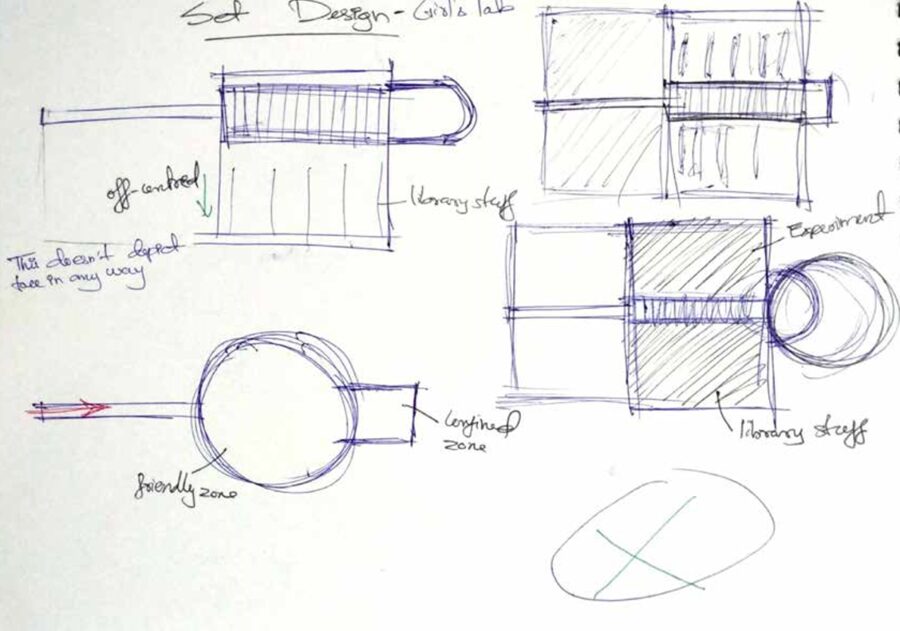 Set Design - Girl's lab
off-centred
library stuff
This doesn't depict
face in any way
Experiment
library stuff
friendly zone
Confined
zone